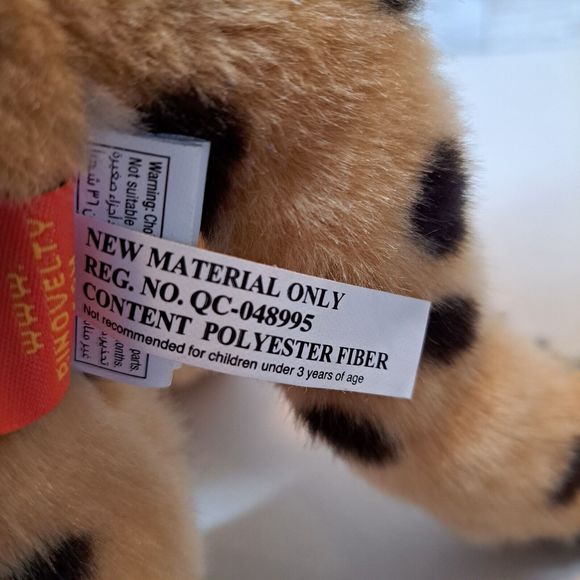 NEW MATERIAL ONLY
REG. NO. QC-048995
CONTENT POLYESTER FIBER
Not recommended for children under 3 years of age
Warning: Cho
Not suitable
parts.
onths.
WWW.
NOVELTY